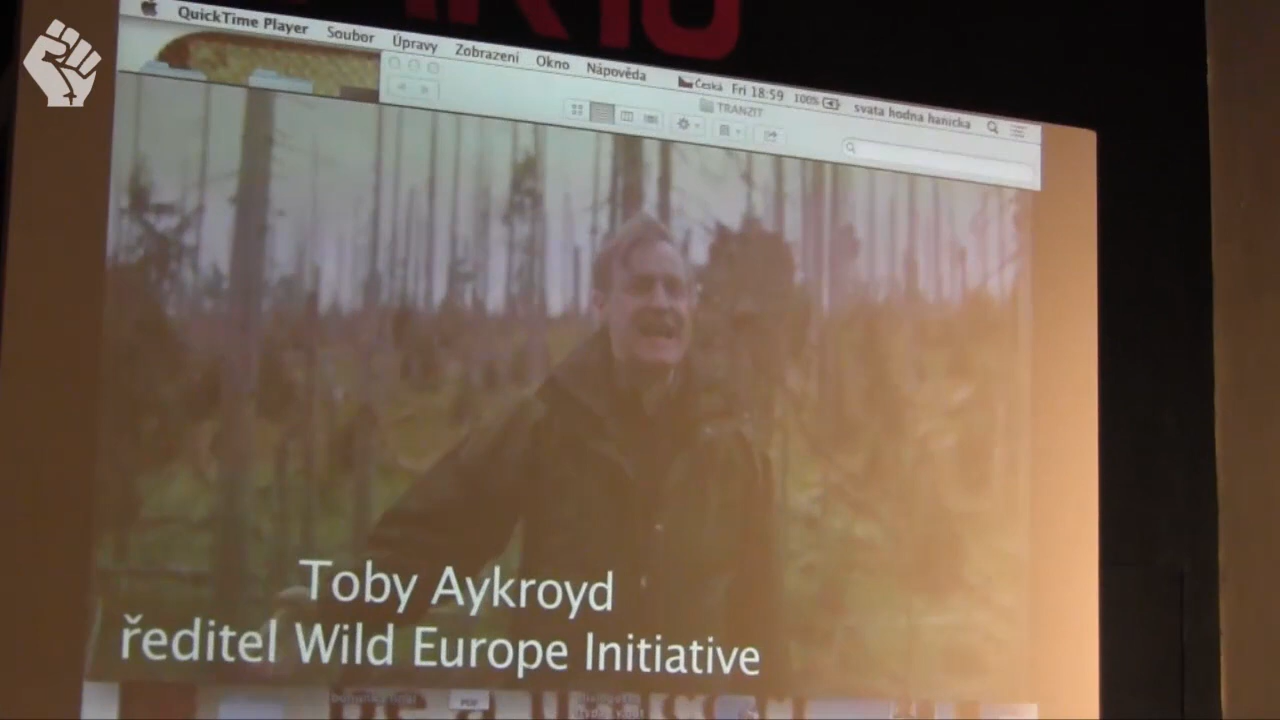 QuickTime Player Soubor Úpravy Zobrazení Okno Nápověda Česká Fri 18:59 100% svata hodna hanicka
TRANZIT
Toby Aykroyd
ředitel Wild Europe Initiative
PDF